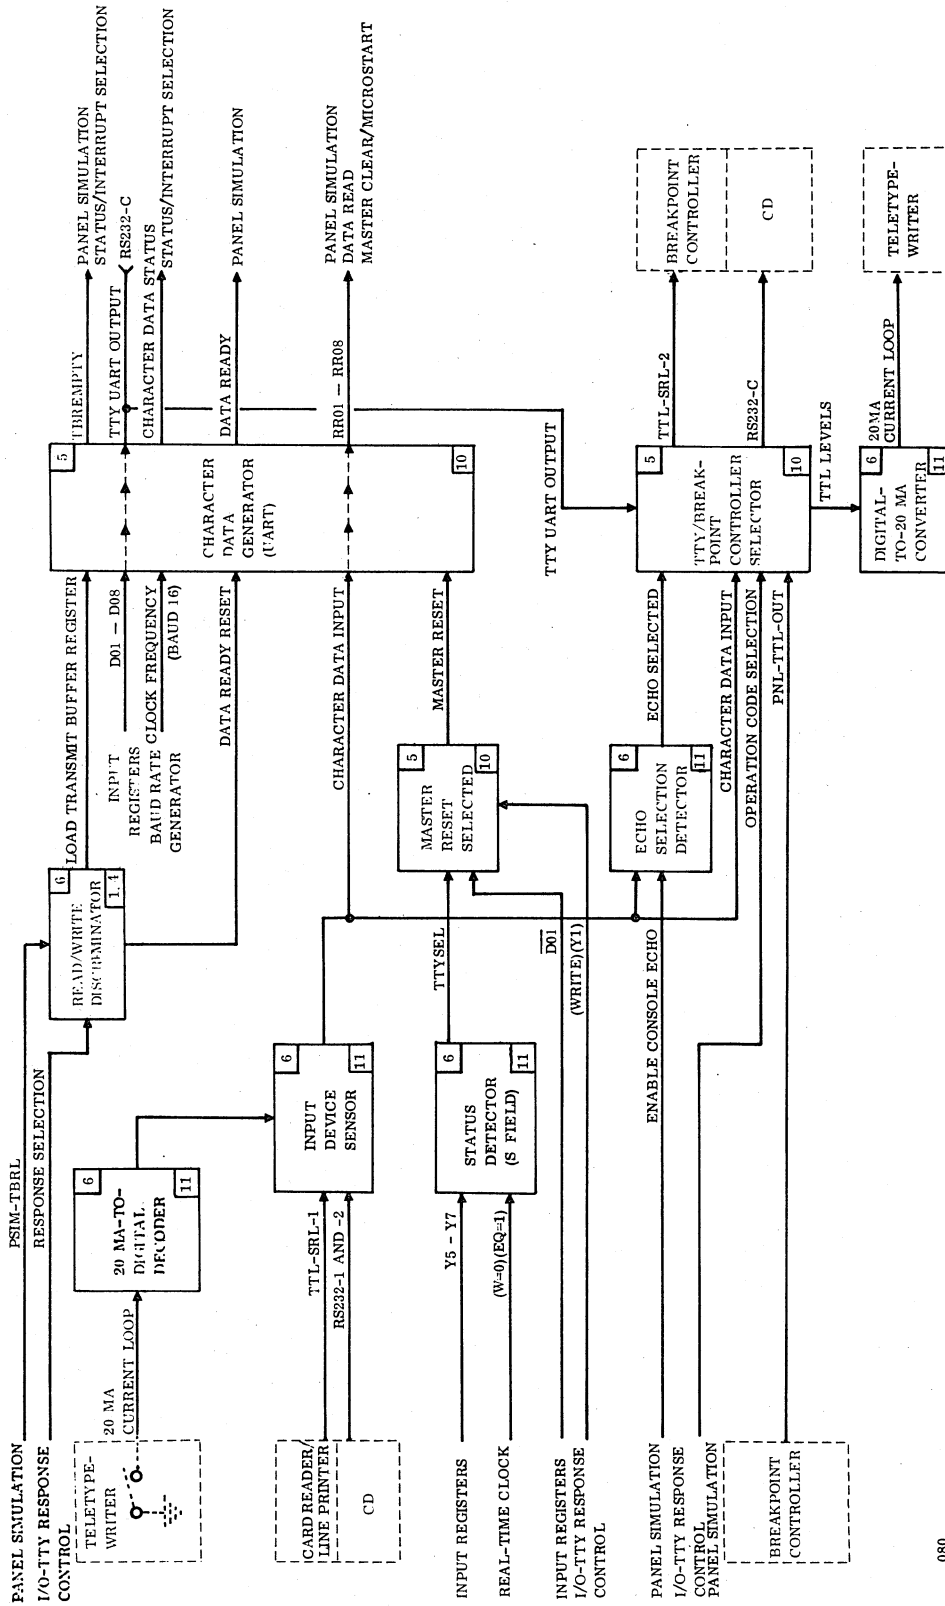 PANEL SIMULATION
PSIM-TBRL
I/O-TTY RESPONSE
CONTROL
RESPONSE SELECTION
TELETYPE-
WRITER
20 MA
CURRENT LOOP
20 MA-TO-
DIGITAL
DECODER
6
11
READ/WRITE
DISCRIMINATOR
6
1, 4
LOAD TRANSMIT BUFFER REGISTER
INPUT
REGISTERS
D01 - D08
BAUD RATE
GENERATOR
CLOCK FREQUENCY
(BAUD 16)
DATA READY RESET
CARD READER/
LINE PRINTER
CD
TTL-SRL-1
RS232-1 AND -2
INPUT
DEVICE
SENSOR
6
11
CHARACTER DATA INPUT
CHARACTER
DATA
GENERATOR
(UART)
5
10
TBREMPTY
PANEL SIMULATION
STATUS/INTERRUPT SELECTION
TTY UART OUTPUT
RS232-C
CHARACTER DATA STATUS
STATUS/INTERRUPT SELECTION
DATA READY
PANEL SIMULATION
RR01 - RR08
PANEL SIMULATION
DATA READ
MASTER CLEAR/MICROSTART
INPUT REGISTERS
Y5 - Y7
REAL-TIME CLOCK
(W=0)(EQ=1)
STATUS
DETECTOR
(S FIELD)
6
11
TTYSEL
MASTER
RESET
SELECTED
5
10
MASTER RESET
INPUT REGISTERS
D̅0̅1̅
I/O-TTY RESPONSE
CONTROL
(WRITE)(Y1)
TTY UART OUTPUT
PANEL SIMULATION
ENABLE CONSOLE ECHO
ECHO
SELECTION
DETECTOR
6
11
ECHO SELECTED
CHARACTER DATA INPUT
I/O-TTY RESPONSE
CONTROL
PANEL SIMULATION
OPERATION CODE SELECTION
BREAKPOINT
CONTROLLER
PNL-TTL-OUT
TTY/BREAK-
POINT
CONTROLLER
SELECTOR
5
10
TTL-SRL-2
BREAKPOINT
CONTROLLER
RS232-C
CD
TTL LEVELS
DIGITAL-
TO-20 MA
CONVERTER
6
11
20MA
CURRENT LOOP
TELETYPE-
WRITER
080